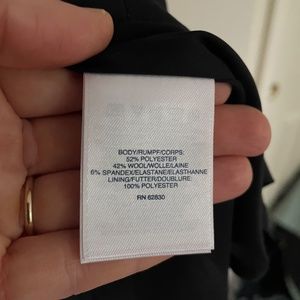 BODY/RUMPF/CORPS:
52% POLYESTER
42% WOOL/WOLLE/LAINE
6% SPANDEX/ELASTANE/ELASTHANNE
LINING/FUTTER/DOUBLURE:
100% POLYESTER
RN 62830